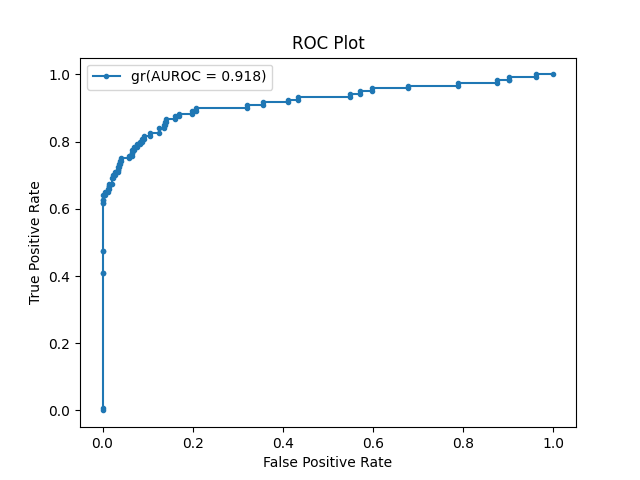 ROC Plot
gr(AUROC = 0.918)
1.0
0.8
0.6
0.4
0.2
0.0
True Positive Rate
0.0 0.2 0.4 0.6 0.8 1.0
False Positive Rate